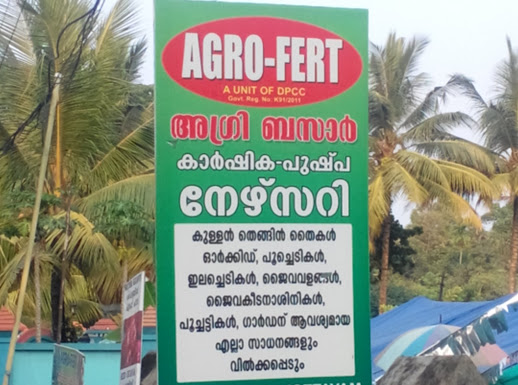 AGRO-FERT
A UNIT OF DPCC
Govt. Reg. No. K91/2011
അഗ്രി ബസാർ
കാർഷിക-പുഷ്പ
നേഴ്സറി
കുള്ളൻ തെങ്ങിൻ തൈകൾ
ഓർക്കിഡ്, പൂച്ചെടികൾ,
ഇലച്ചെടികൾ, ജൈവവളങ്ങൾ,
ജൈവകീടനാശിനികൾ,
പൂച്ചട്ടികൾ, ഗാർഡന് ആവശ്യമായ
എല്ലാ സാധനങ്ങളും
വിൽക്കപ്പെടും